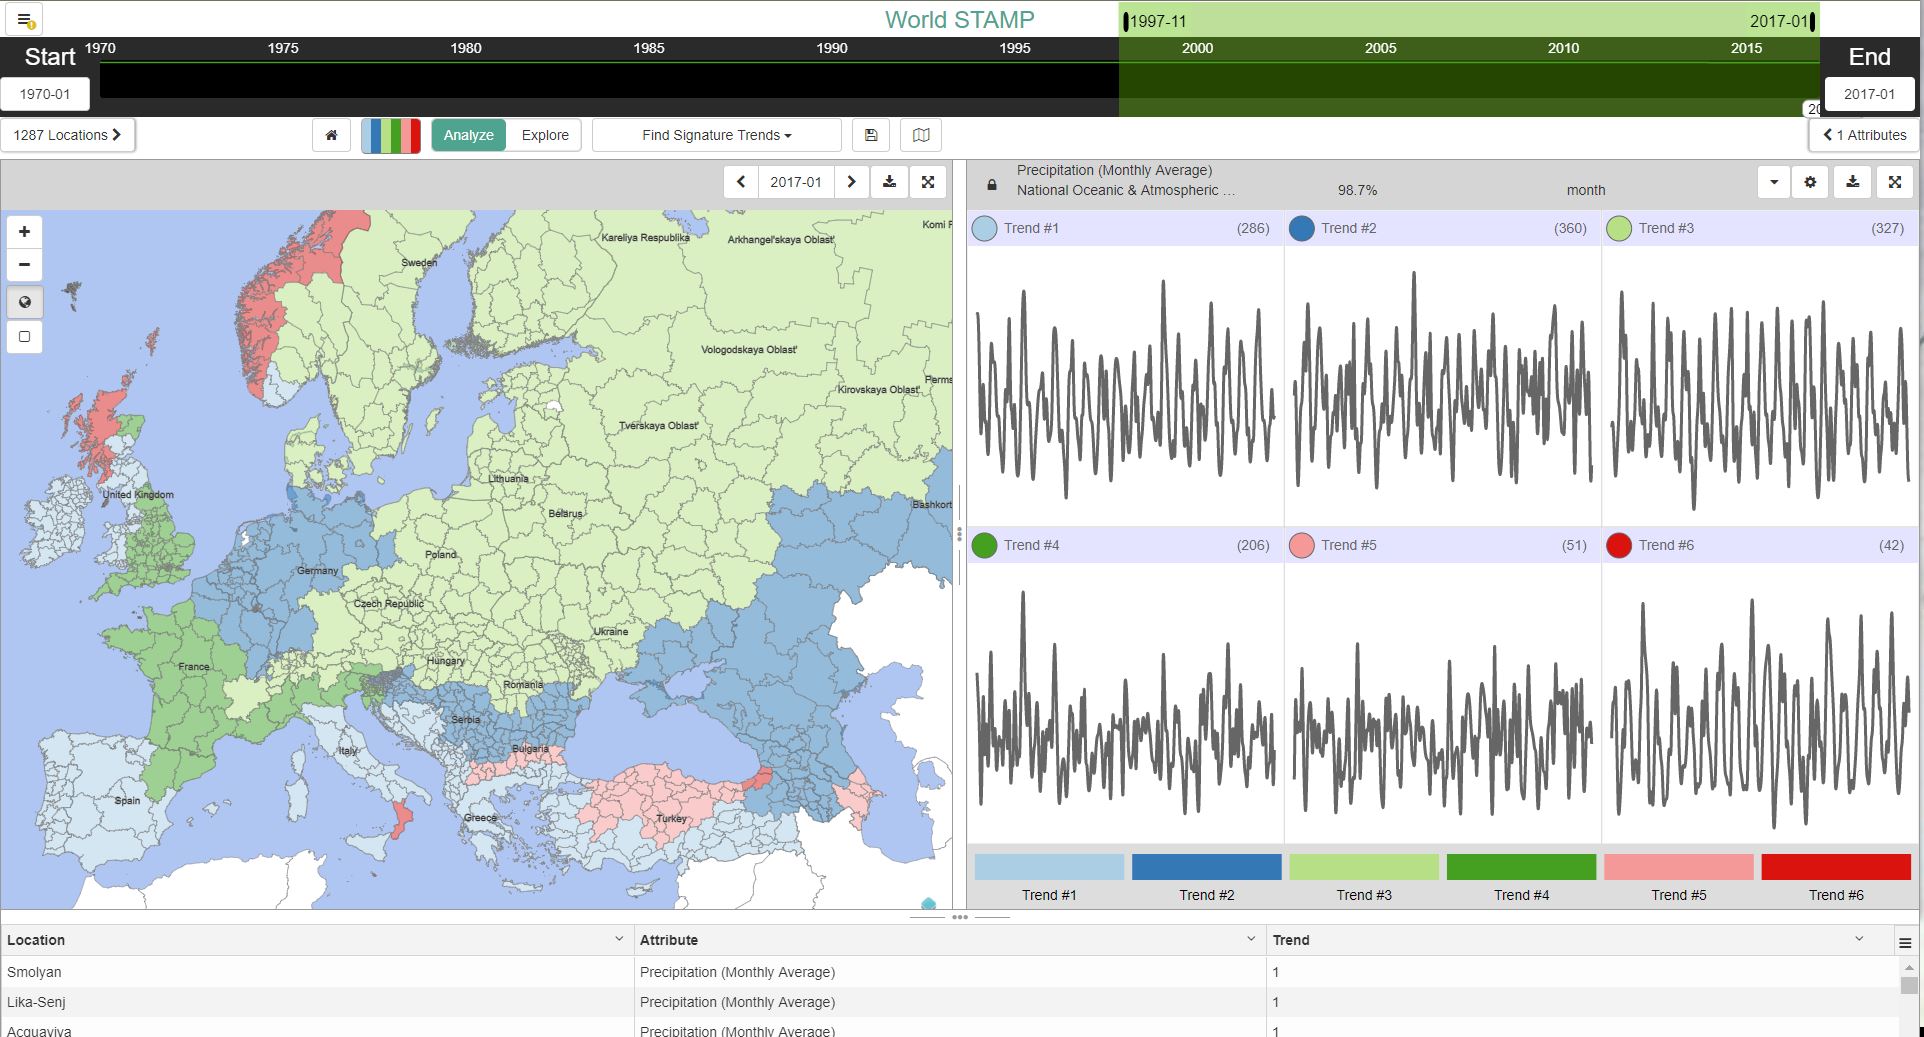 World STAMP
1997-11
2017-01
Start
1970
1975
1980
1985
1990
1995
2000
2005
2010
2015
End
1970-01
2017-01
1287 Locations
Analyze
Explore
Find Signature Trends
1 Attributes
2017-01
Precipitation (Monthly Average)
National Oceanic & Atmospheric ...
98.7%
month
Trend #1
(286)
Trend #2
(360)
Trend #3
(327)
Trend #4
(206)
Trend #5
(51)
Trend #6
(42)
Trend #1
Trend #2
Trend #3
Trend #4
Trend #5
Trend #6
Kareliya Respublika
Arkhangel'skaya Oblast'
Komi
Sweden
Vologodskaya Oblast'
Kirovskaya Oblast'
Tverskaya Oblast'
Lithuania
United Kingdom
Belarus
Bashkort
Poland
Germany
Czech Republic
Ukraine
Hungary
France
Romania
Serbia
Bulgaria
Italy
Spain
Greece
Turkey
Location
Attribute
Trend
Smolyan
Precipitation (Monthly Average)
1
Lika-Senj
Precipitation (Monthly Average)
1
Acquaviva
Precipitation (Monthly Average)
1